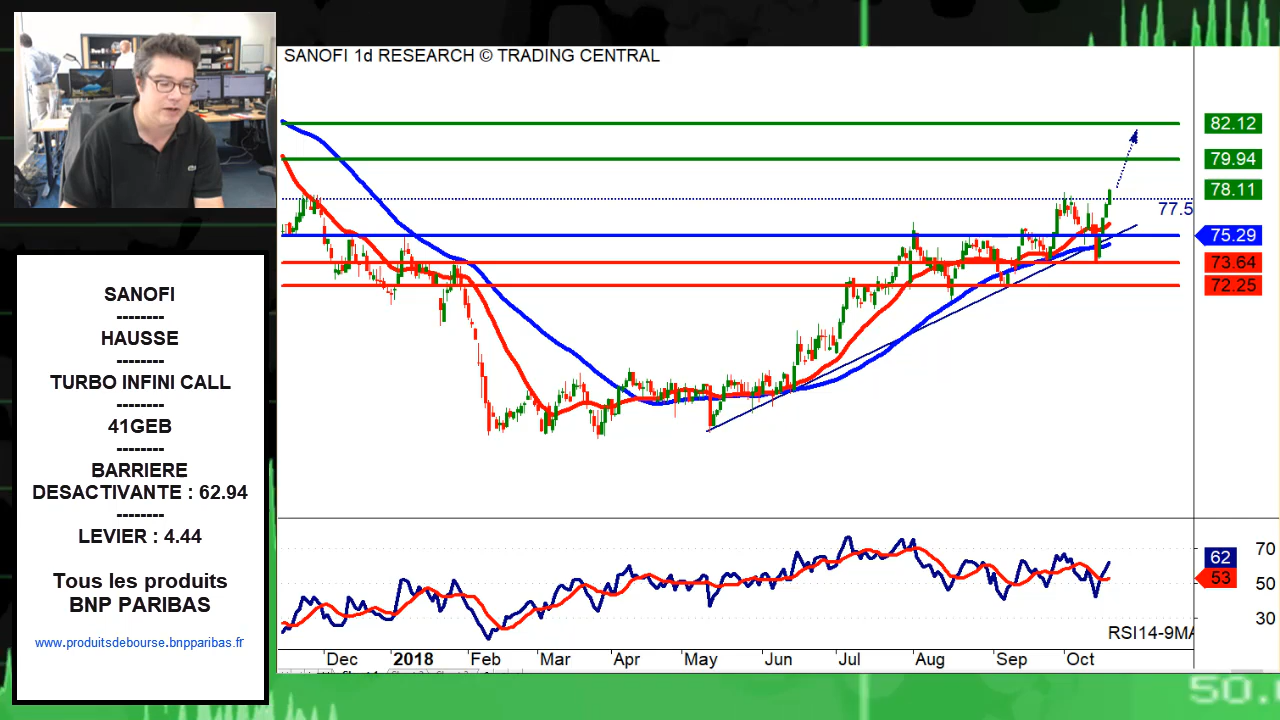 SANOFI 1d RESEARCH © TRADING CENTRAL
82.12
79.94
78.11
77.5
75.29
73.64
72.25
SANOFI
--------
HAUSSE
--------
TURBO INFINI CALL
--------
41GEB
--------
BARRIERE
DESACTIVANTE : 62.94
--------
LEVIER : 4.44
Tous les produits
BNP PARIBAS
www.produitsdebourse.bnpparibas.fr
70
62
53
50
30
RSI14-9MA
Dec 2018 Feb Mar Apr May Jun Jul Aug Sep Oct
50.